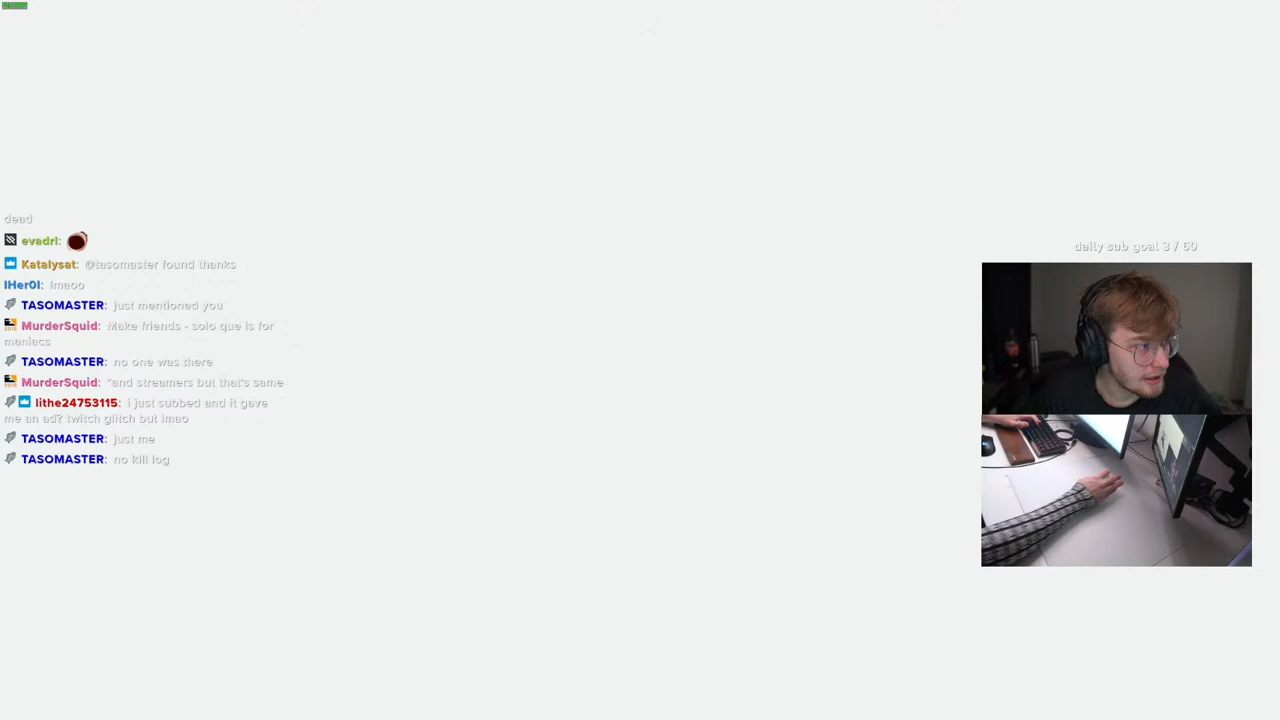 dead
evadrl:
Katalysat: @tasomaster found thanks
IHer0I: lmaoo
TASOMASTER: just mentioned you
MurderSquid: Make friends - solo que is for
maniacs
TASOMASTER: no one was there
MurderSquid: *and streamers but that's same
lithe24753115: i just subbed and it gave
me an ad? twitch glitch but lmao
TASOMASTER: just me
TASOMASTER: no kill log
daily sub goal 3 / 60